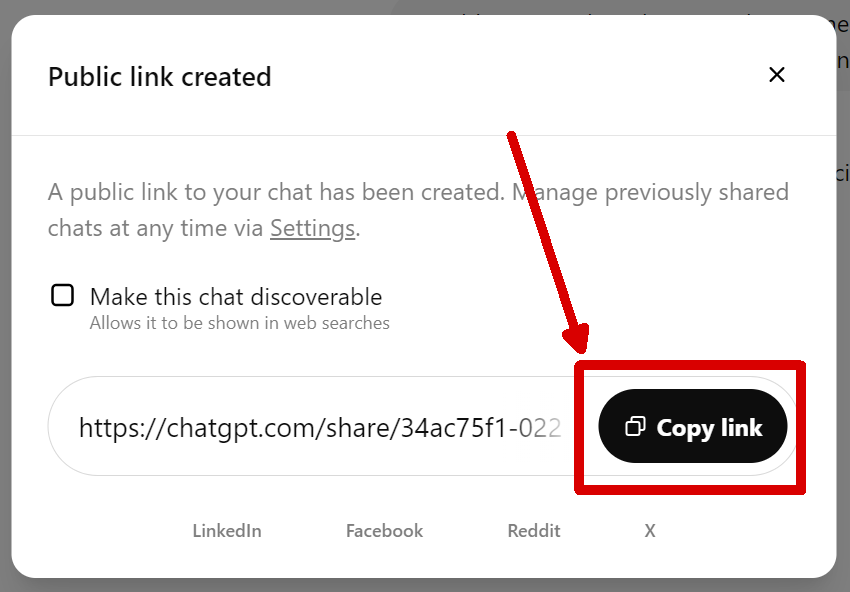 Public link created
A public link to your chat has been created. Manage previously shared
chats at any time via Settings.
Make this chat discoverable
Allows it to be shown in web searches
https://chatgpt.com/share/34ac75f1-022
Copy link
LinkedIn
Facebook
Reddit
X